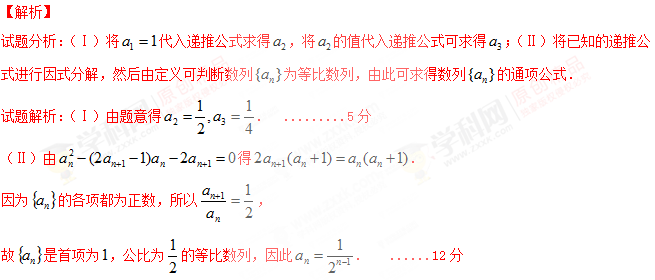 【解析】
试题分析：(Ⅰ)将a₁=1代入递推公式求得a₂，将a₂的值代入递推公式可求得a₃；(Ⅱ)将已知的递推公
式进行因式分解，然后由定义可判断数列{aₙ}为等比数列，由此可求得数列{aₙ}的通项公式．
试题解析：(Ⅰ)由题意得a₂=1/2,a₃=1/4． .........5分
(Ⅱ)由aₙ²-(2aₙ₊₁-1)aₙ-2aₙ₊₁=0得2aₙ₊₁(aₙ+1)=aₙ(aₙ+1)．
因为{aₙ}的各项都为正数，所以aₙ₊₁/aₙ=1/2，
故{aₙ}是首项为1，公比为1/2的等比数列，因此aₙ=1/2ⁿ⁻¹． ......12分